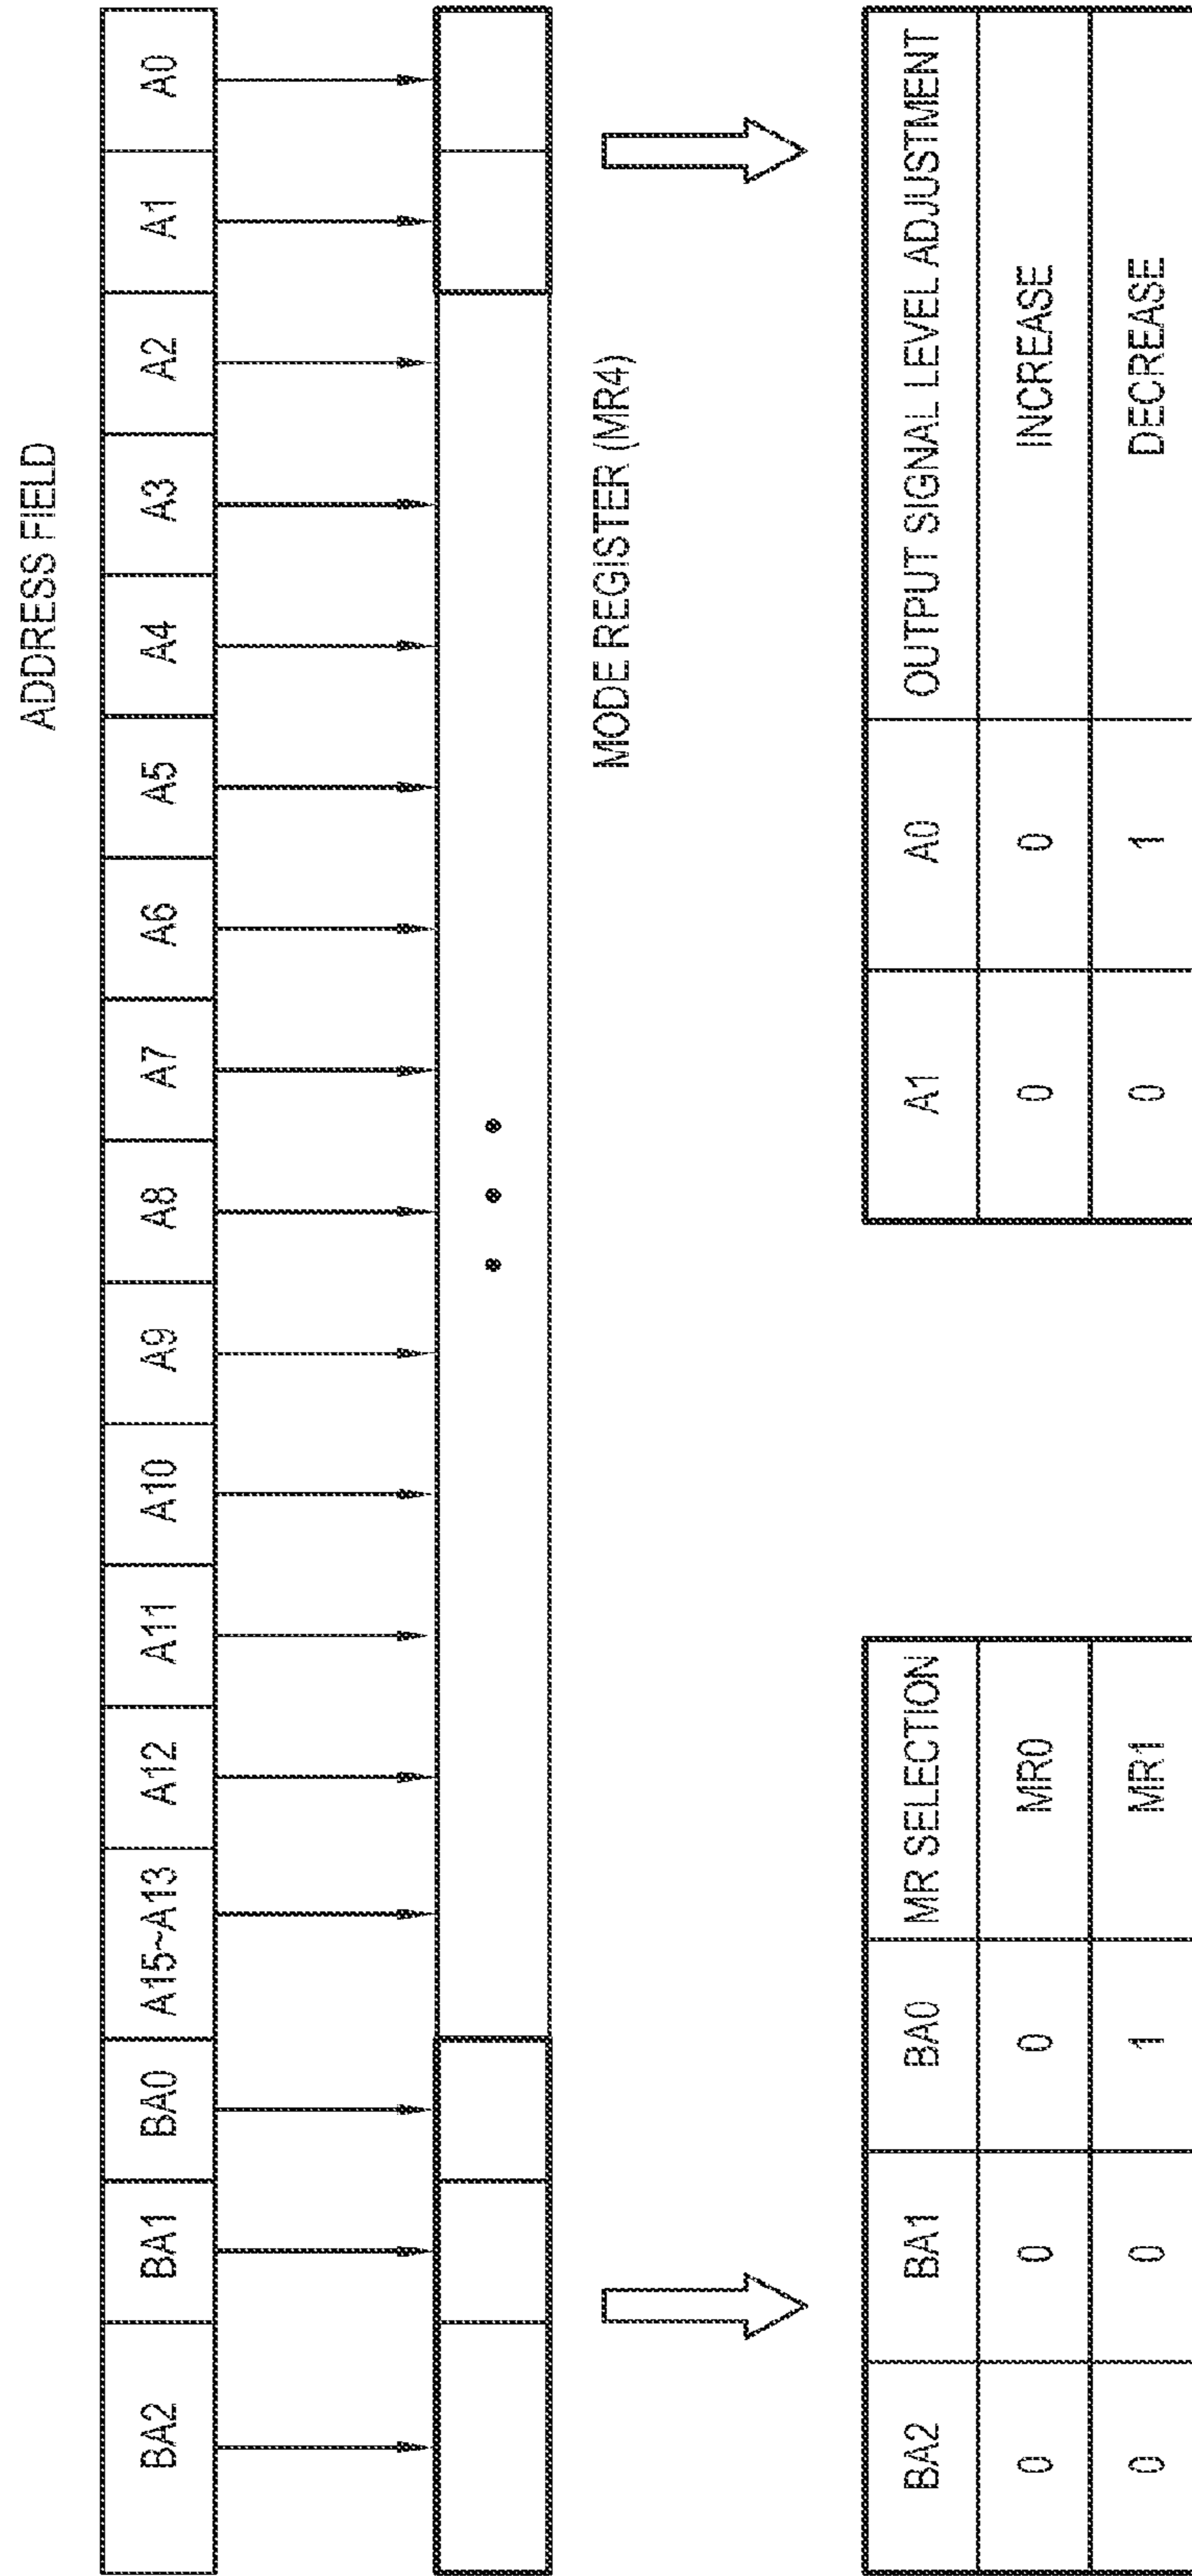 ADDRESS FIELD
BA2 BA1 BA0 A15~A13 A12 A11 A10 A9 A8 A7 A6 A5 A4 A3 A2 A1 A0
MODE REGISTER (MR4)
BA2 BA1 BA0 MR SELECTION
0 0 0 MR0
0 0 1 MR1
A1 A0 OUTPUT SIGNAL LEVEL ADJUSTMENT
0 0 INCREASE
0 1 DECREASE